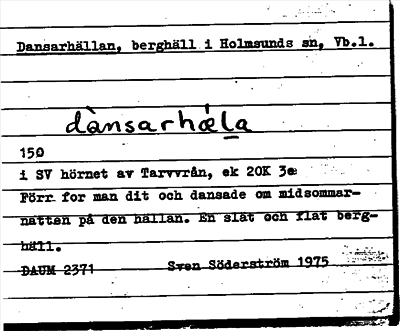 Dansarhällan, berghäll i Holmsunds sn, Vb.l.
dànsarhǽla
150
i SV hörnet av Tarvvrån, ek 20K 3e
Förr for man dit och dansade om midsommar-
natten på den hällan. En slät och flat berg-
häll.
DAUM 2371 Sven Söderström 1975